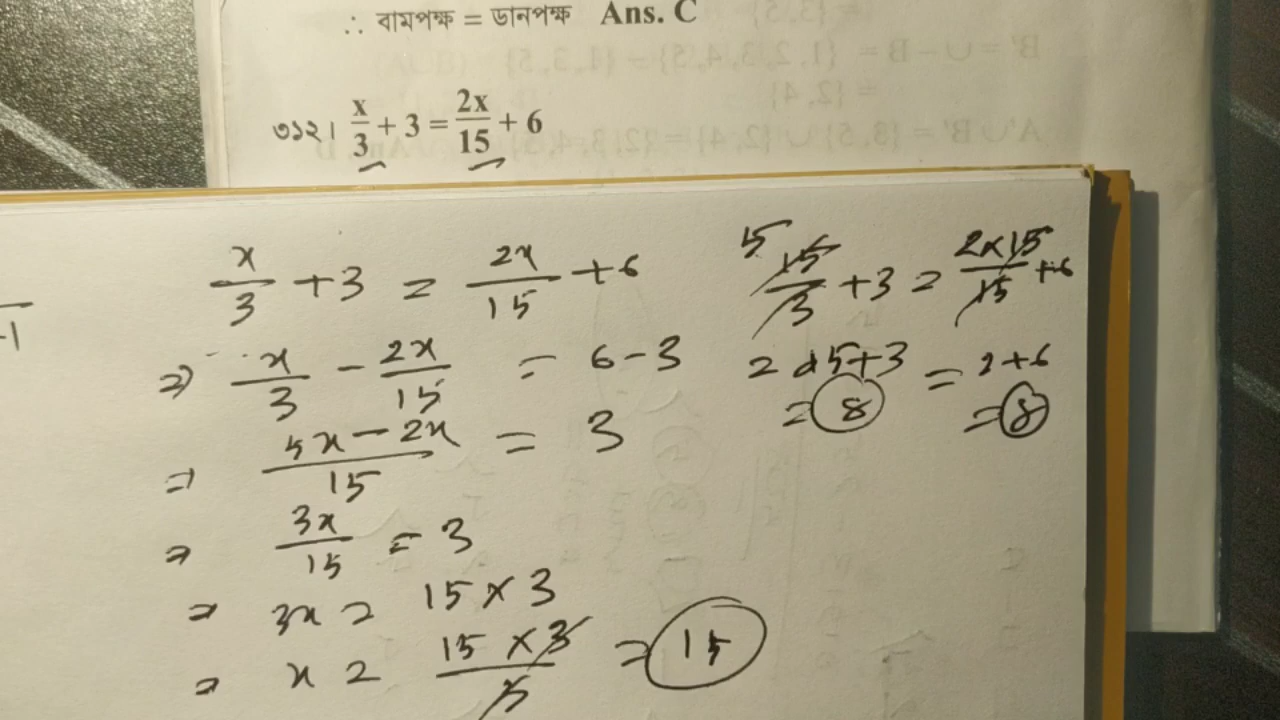 ∴ বামপক্ষ = ডানপক্ষ Ans. C
৩১২। x/3 + 3 = 2x/15 + 6
x/3 + 3 = 2x/15 + 6
⇒ x/3 - 2x/15 = 6 - 3
= 5x - 2x/15 = 3
= 3x/15 = 3
= 3x = 15 × 3
= x = 15 × 3/3 = 15
5 15/3 + 3 = 2×15/15 + 6
5+3 = 2+6
= 8 = 8
-1